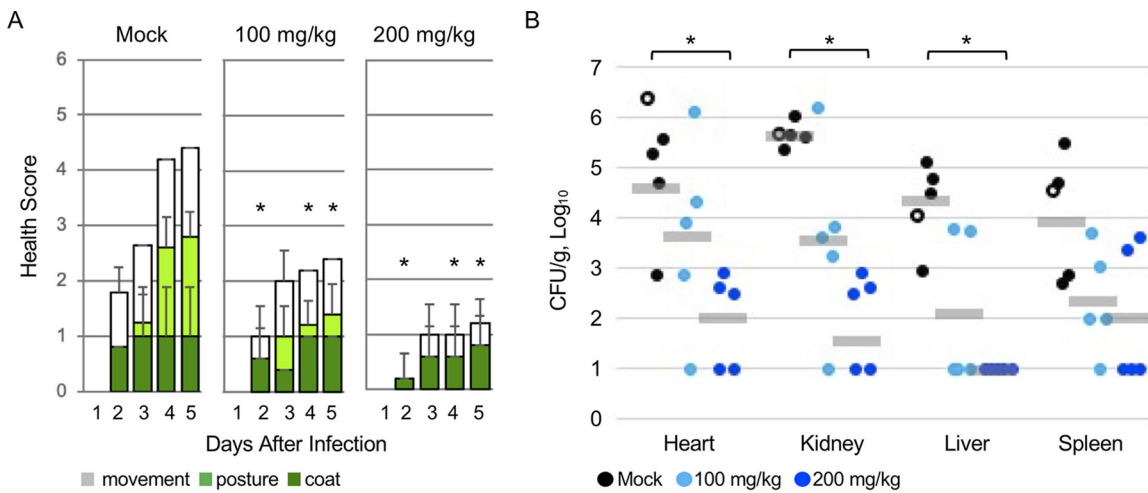 A
Mock
100 mg/kg
200 mg/kg
Health Score
6
5
4
3
2
1
0
* * *
* * *
1 2 3 4 5
1 2 3 4 5
1 2 3 4 5
Days After Infection
movement posture coat
B
* * *
CFU/g, Log₁₀
7
6
5
4
3
2
1
0
Heart Kidney Liver Spleen
Mock 100 mg/kg 200 mg/kg